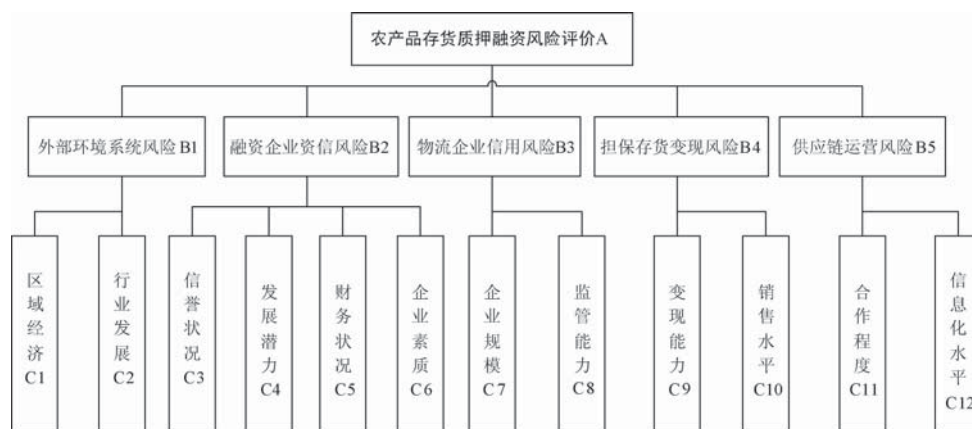 农产品存货质押融资风险评价A
外部环境系统风险B1
融资企业资信风险B2
物流企业信用风险B3
担保存货变现风险B4
供应链运营风险B5
区域经济C1
行业发展C2
信誉状况C3
发展潜力C4
财务状况C5
企业素质C6
企业规模C7
监管能力C8
变现能力C9
销售水平C10
合作程度C11
信息化水平C12